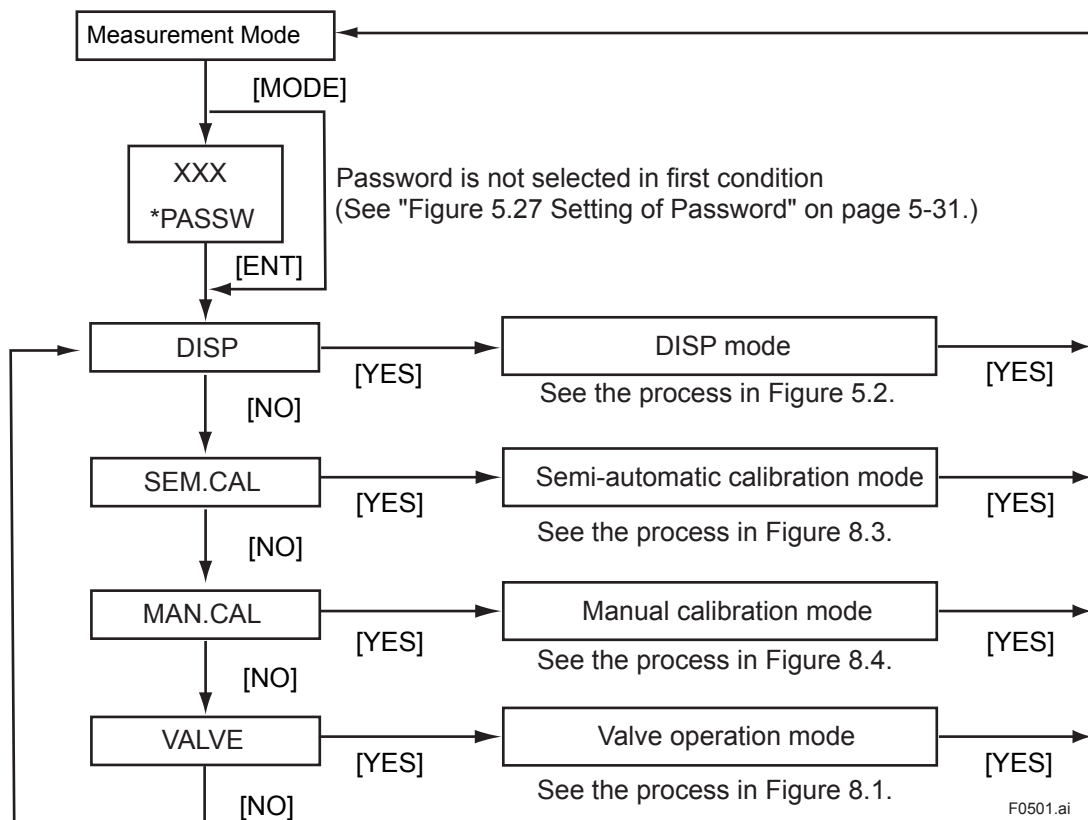 Measurement Mode
[MODE]
XXX
*PASSW
Password is not selected in first condition
(See "Figure 5.27 Setting of Password" on page 5-31.)
[ENT]
DISP
[YES]
DISP mode
[YES]
See the process in Figure 5.2.
[NO]
SEM.CAL
[YES]
Semi-automatic calibration mode
[YES]
See the process in Figure 8.3.
[NO]
MAN.CAL
[YES]
Manual calibration mode
[YES]
See the process in Figure 8.4.
[NO]
VALVE
[YES]
Valve operation mode
[YES]
See the process in Figure 8.1.
[NO]
F0501.ai